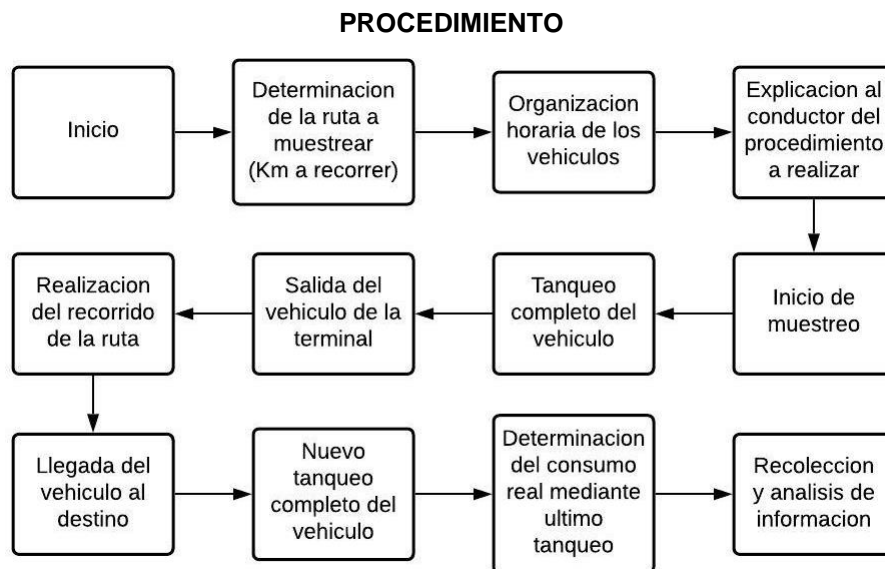 PROCEDIMIENTO
Inicio
Determinacion
de la ruta a
muestrear
(Km a recorrer)
Organizacion
horaria de los
vehiculos
Explicacion al
conductor del
procedimiento
a realizar
Inicio de
muestreo
Tanqueo
completo del
vehiculo
Salida del
vehiculo de la
terminal
Realizacion
del recorrido
de la ruta
Llegada del
vehiculo al
destino
Nuevo
tanqueo
completo del
vehiculo
Determinacion
del consumo
real mediante
ultimo
tanqueo
Recoleccion
y analisis de
informacion